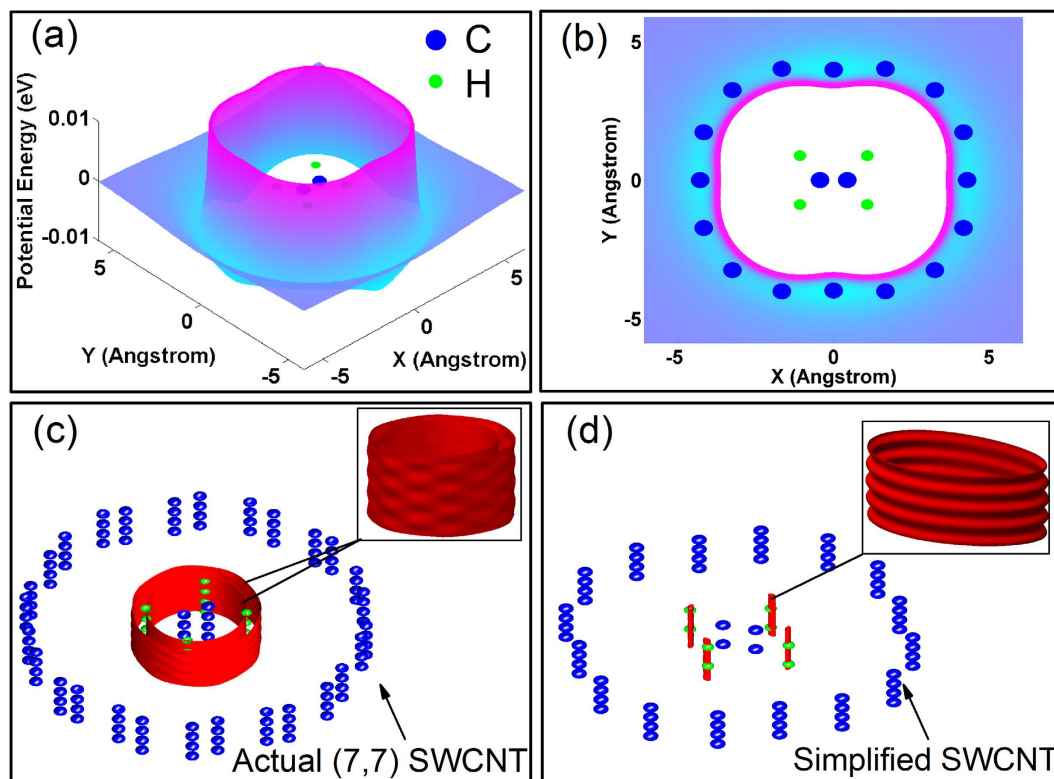 (a)
C
H
Potential Energy (eV)
0.01
0
-0.01
5
0
-5
Y (Angstrom)
5
0
-5
X (Angstrom)
(b)
5
0
-5
Y (Angstrom)
-5
0
5
X (Angstrom)
(c)
Actual (7,7) SWCNT
(d)
Simplified SWCNT